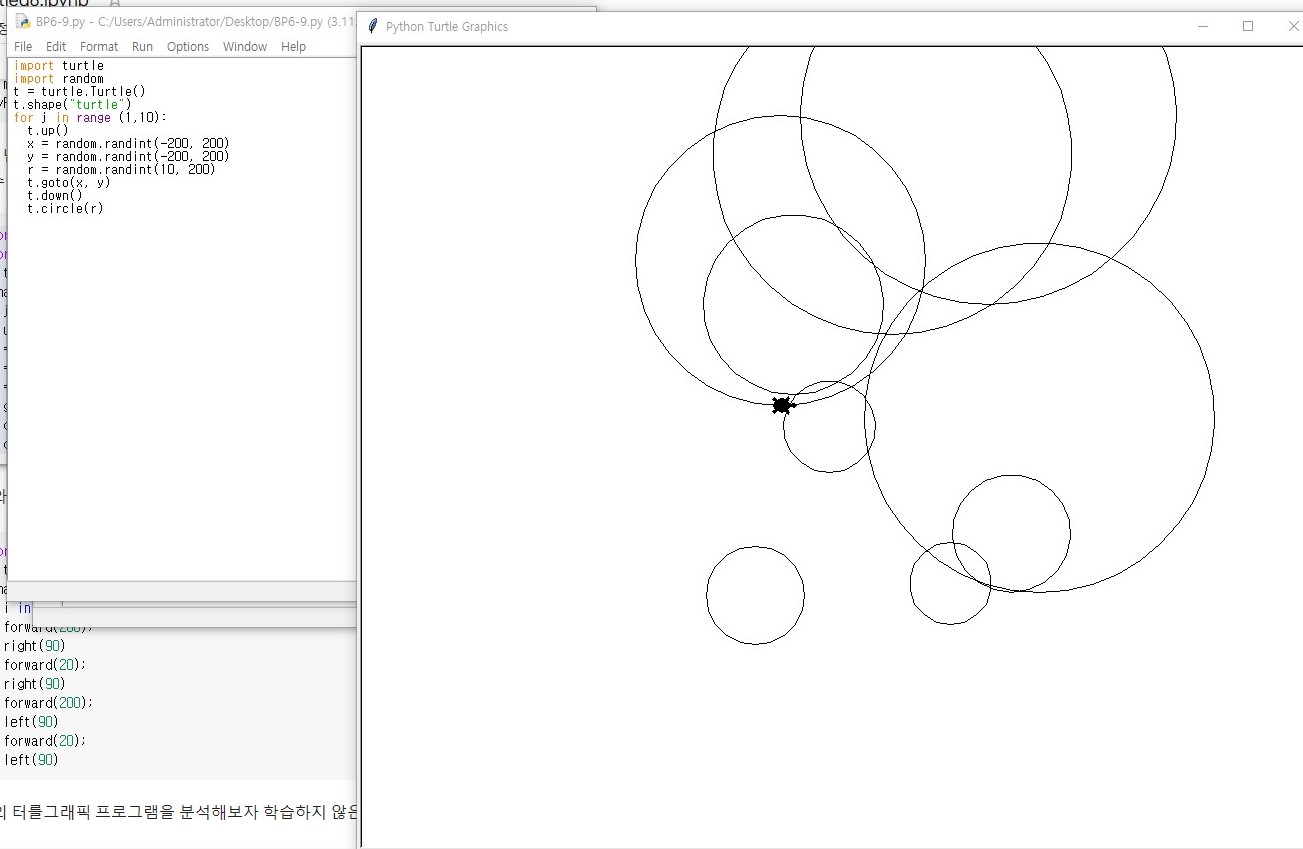 BP6-9.py - C:/Users/Administrator/Desktop/BP6-9.py (3.11.
File Edit Format Run Options Window Help
import turtle
import random
t = turtle.Turtle()
t.shape("turtle")
for j in range (1,10):
t.up()
x = random.randint(-200, 200)
y = random.randint(-200, 200)
r = random.randint(10, 200)
t.goto(x, y)
t.down()
t.circle(r)
Python Turtle Graphics
i in
forward(200);
right(90)
forward(20);
right(90)
forward(200);
left(90)
forward(20);
left(90)
터틀그래픽 프로그램을 분석해보자 학습하지 않은